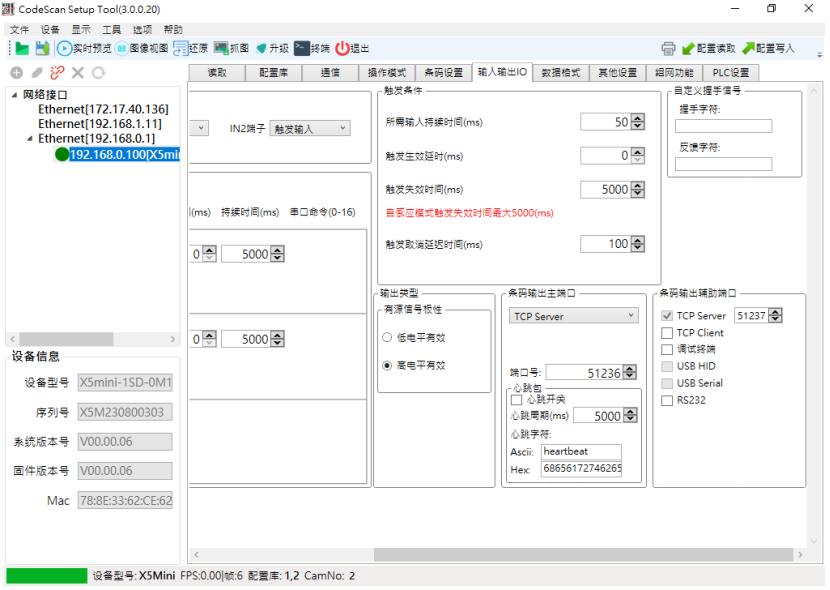 CodeScan Setup Tool(3.0.0.20)
文件 设备 显示 工具 选项 帮助
实时预览 图像视图 还原 抓图 升级 终端 退出 配置读取 配置写入
读取 配置库 通信 操作模式 条码设置 输入输出IO 数据格式 其他设置 组网功能 PLC设置
网络接口
Ethernet[172.17.40.136]
Ethernet[192.168.1.11]
Ethernet[192.168.0.1]
192.168.0.100[X5mi
设备信息
设备型号 X5mini-1SD-0M1
序列号 X5M230800303
系统版本号 V00.00.06
固件版本号 V00.00.06
Mac 78:8E:33:62:CE:62
IN2端子 触发输入
(ms) 持续时间(ms) 串口命令(0-16)
0 5000
0 5000
触发条件
所需输入持续时间(ms) 50
触发生效延时(ms) 0
触发失效时间(ms) 5000
自感应模式触发失效时间最大5000(ms)
触发取消延迟时间(ms) 100
自定义握手信号
握手字符:
反馈字符:
输出类型
有源信号极性
低电平有效
高电平有效
条码输出主端口
TCP Server
端口号: 51236
心跳包
心跳开关
心跳周期(ms) 5000
心跳字符:
Ascii: heartbeat
Hex: 68656172746265
条码输出辅助端口
TCP Server 51237
TCP Client
调试终端
USB HID
USB Serial
RS232
设备型号: X5Mini FPS:0.00|帧:6 配置库: 1,2 CamNo: 2